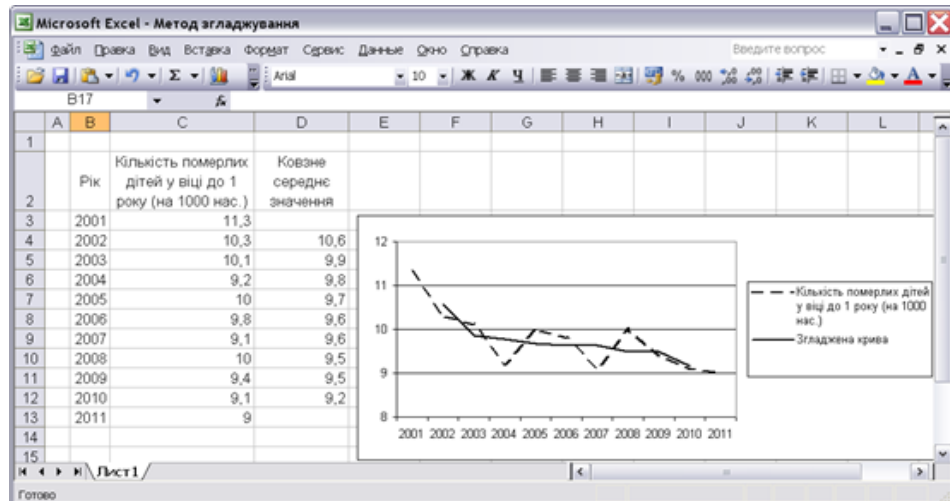 Microsoft Excel - Метод згладжування
Файл Правка Вид Вставка Формат Сервис Данные Окно Справка Введите вопрос
Arial 10 Ж К Ч % 000
B17 fx
A B C D E F G H I J K L
1
2 Рік Кількість померлих дітей у віці до 1 року (на 1000 нас.) Ковзне середнє значення
3 2001 11,3
4 2002 10,3 10,6
5 2003 10,1 9,9
6 2004 9,2 9,8
7 2005 10 9,7
8 2006 9,8 9,6
9 2007 9,1 9,6
10 2008 10 9,5
11 2009 9,4 9,5
12 2010 9,1 9,2
13 2011 9
14
15
12
11
10
9
8
2001 2002 2003 2004 2005 2006 2007 2008 2009 2010 2011
Кількість померлих дітей
у віці до 1 року (на 1000
нас.)
Згладжена крива
Лист1
Готово